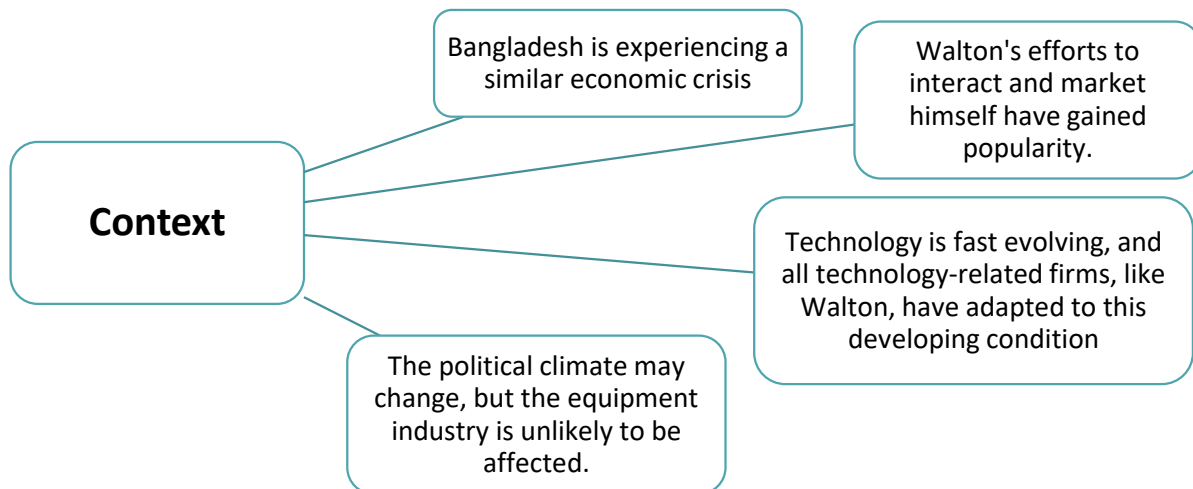 Context
Bangladesh is experiencing a
similar economic crisis
Walton's efforts to
interact and market
himself have gained
popularity.
Technology is fast evolving, and
all technology-related firms, like
Walton, have adapted to this
developing condition
The political climate may
change, but the equipment
industry is unlikely to be
affected.